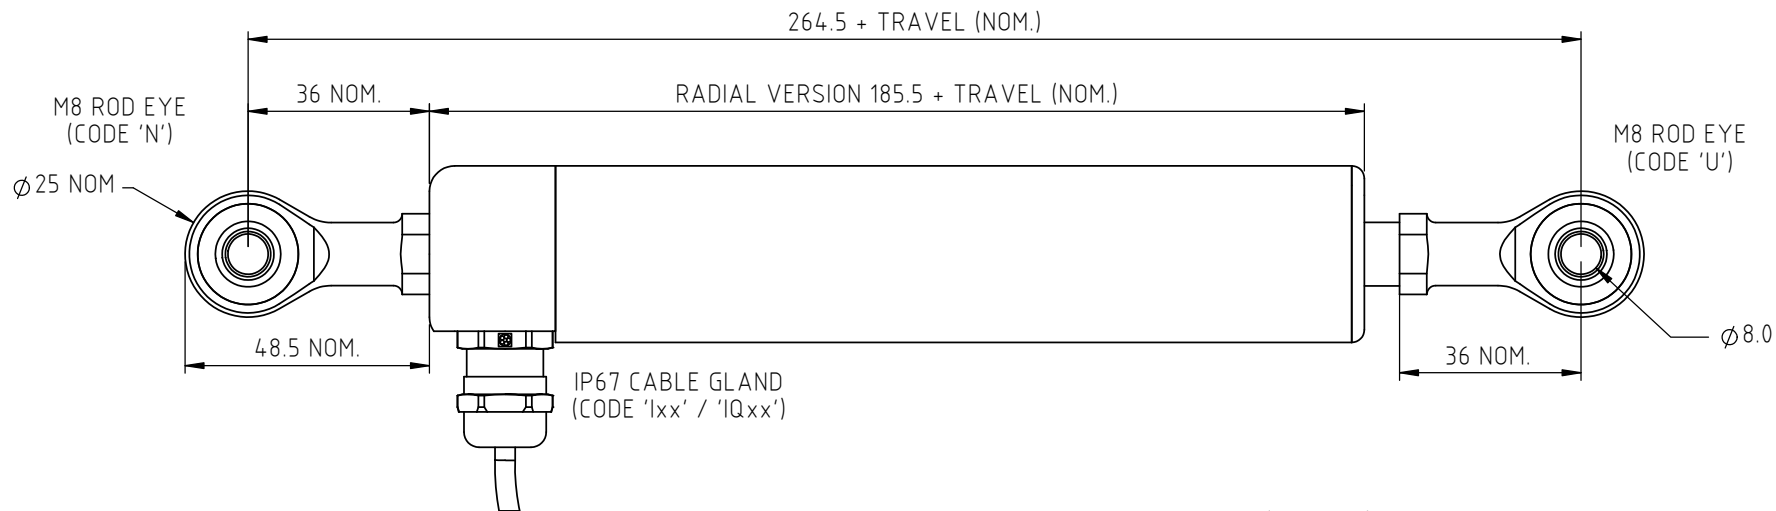 264.5 + TRAVEL (NOM.)
36 NOM.
RADIAL VERSION 185.5 + TRAVEL (NOM.)
M8 ROD EYE
(CODE 'N')
M8 ROD EYE
(CODE 'U')
⌀25 NOM
48.5 NOM.
IP67 CABLE GLAND
(CODE 'Ixx' / 'IQxx')
36 NOM.
⌀8.0